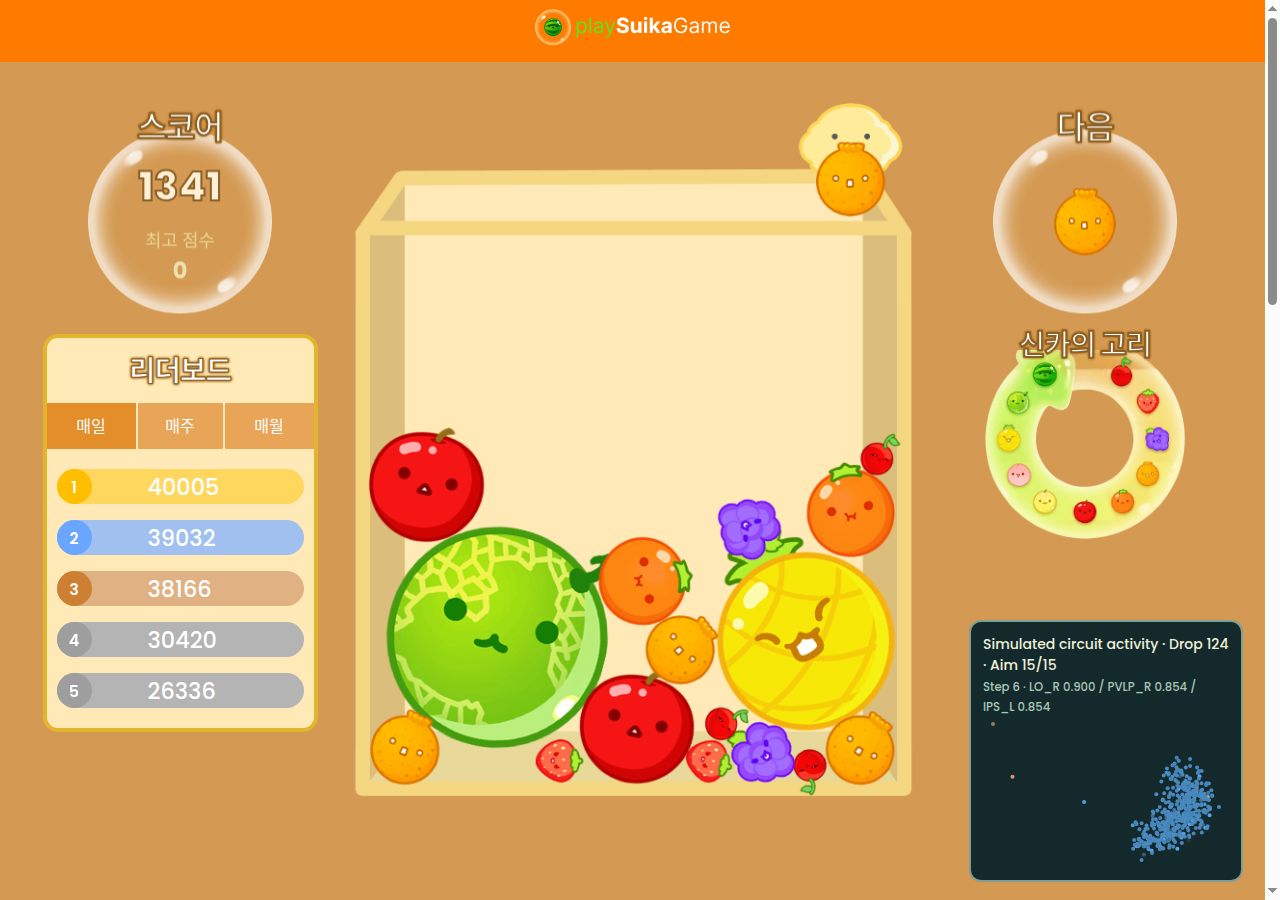 playSuikaGame
스코어
1341
최고 점수
0
다음
신카의 고리
리더보드
매일 매주 매월
1 40005
2 39032
3 38166
4 30420
5 26336
Simulated circuit activity · Drop 124
· Aim 15/15
Step 6 · LO_R 0.900 / PVLP_R 0.854 /
IPS_L 0.854